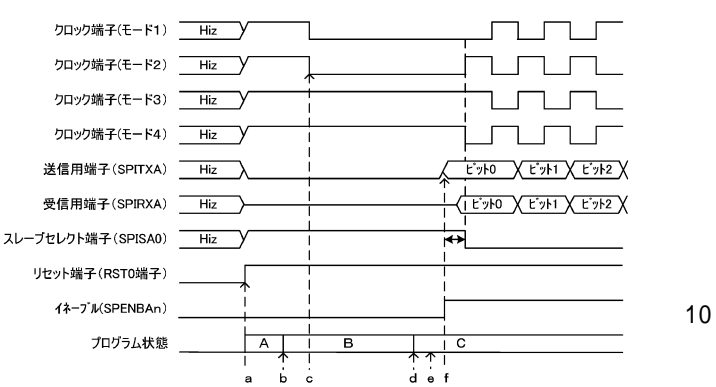 クロック端子(モード1) Hiz
クロック端子(モード2) Hiz
クロック端子(モード3) Hiz
クロック端子(モード4) Hiz
送信用端子(SPITXA) Hiz ビット0 ビット1 ビット2
受信用端子(SPIRXA) Hiz ビット0 ビット1 ビット2
スレーブセレクト端子(SPISA0) Hiz
リセット端子(RST0端子)
イネーブル(SPENBAn)
10
プログラム状態 A B C
a b c d e f